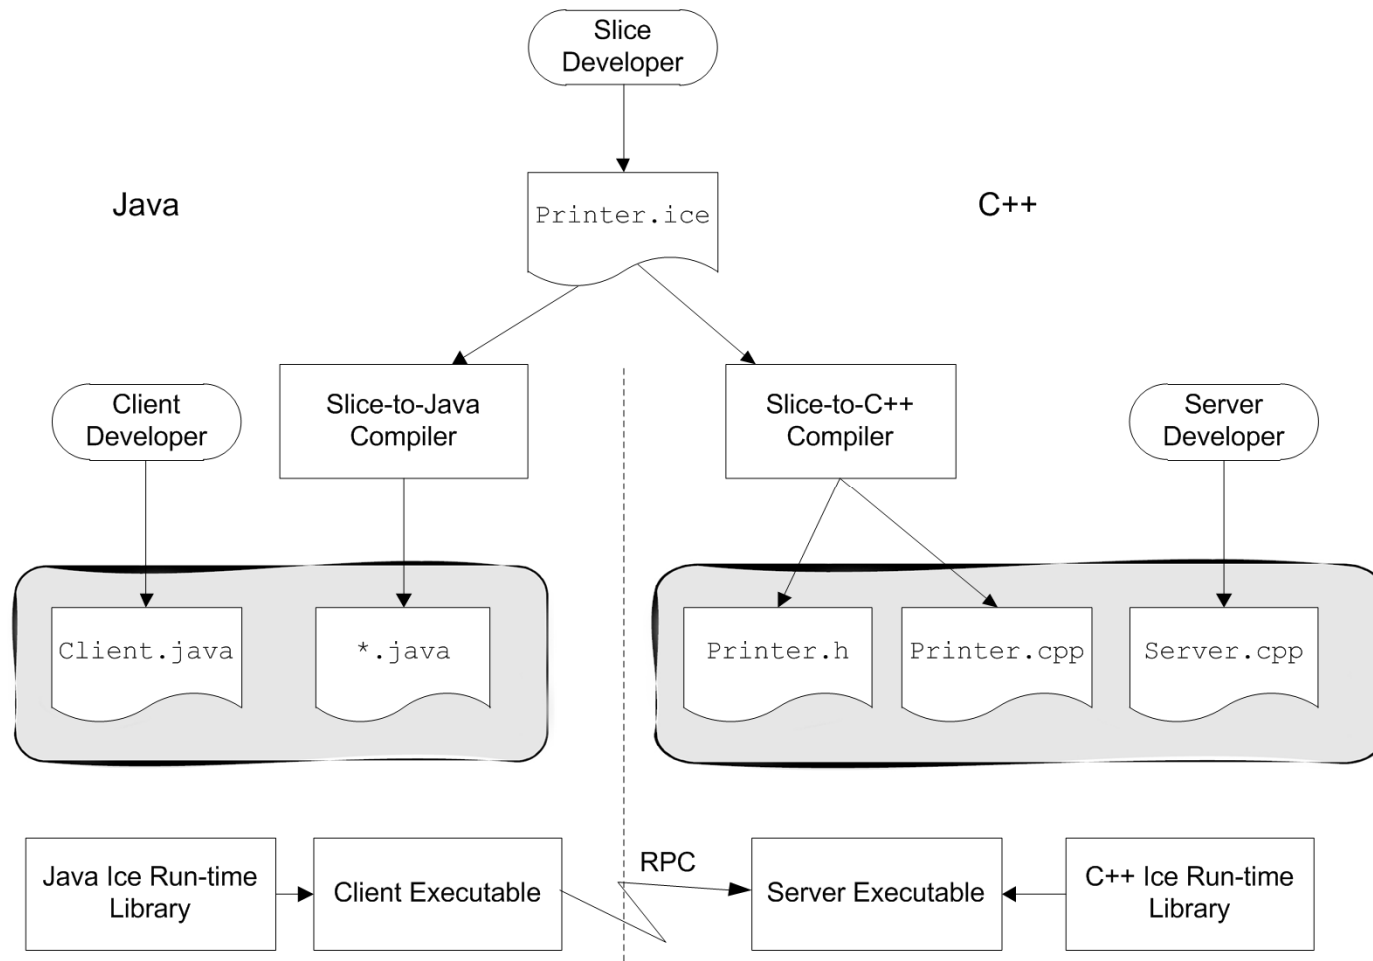 Slice
Developer
Java
Printer.ice
C++
Client
Developer
Slice-to-Java
Compiler
Slice-to-C++
Compiler
Server
Developer
Client.java
*.java
Printer.h
Printer.cpp
Server.cpp
Java Ice Run-time
Library
Client Executable
RPC
Server Executable
C++ Ice Run-time
Library